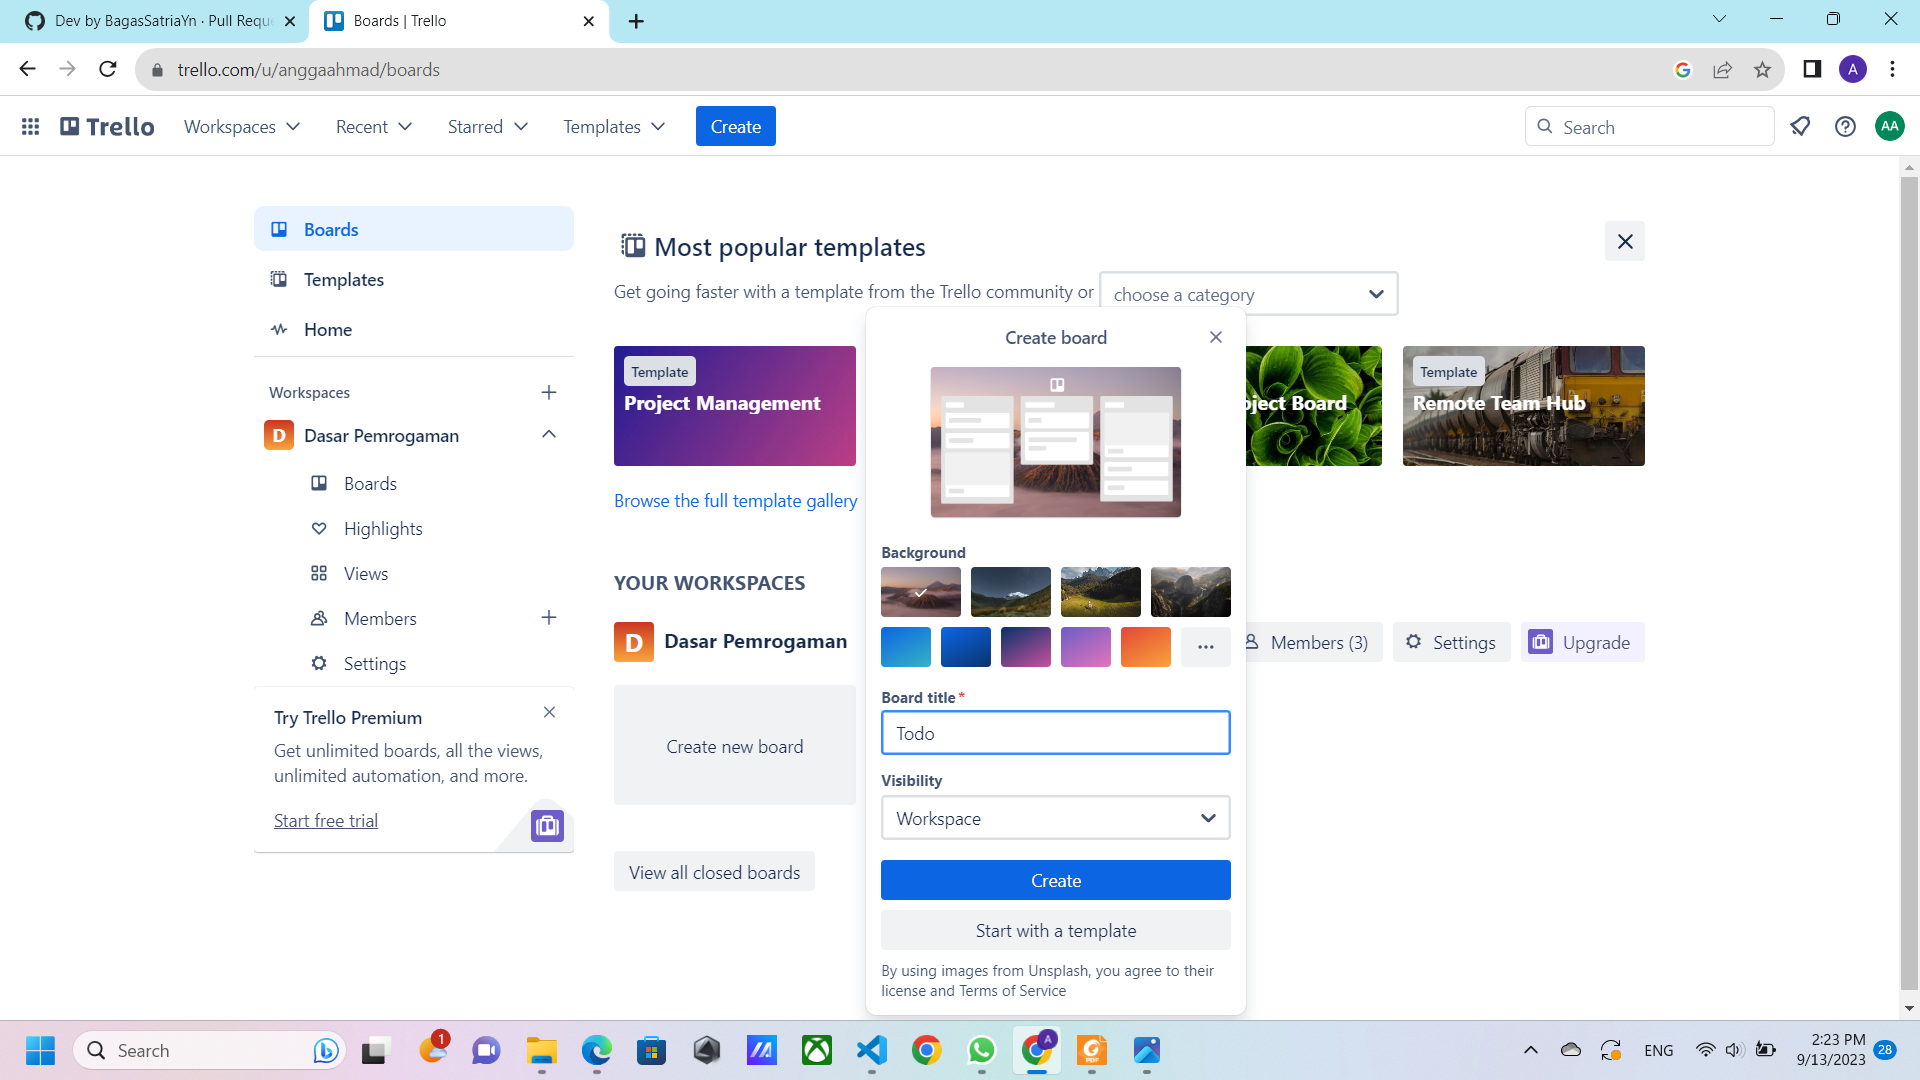 Dev by BagasSatriaYn · Pull Requ
Boards | Trello
trello.com/u/anggaahmad/boards
A
Trello
Workspaces
Recent
Starred
Templates
Create
Search
AA
Boards
Templates
Home
Workspaces
D
Dasar Pemrogaman
Boards
Highlights
Views
Members
Settings
Try Trello Premium
Get unlimited boards, all the views,
unlimited automation, and more.
Start free trial
Most popular templates
Get going faster with a template from the Trello community or
choose a category
Template
Project Management
oject Board
Template
Remote Team Hub
Browse the full template gallery
YOUR WORKSPACES
D
Dasar Pemrogaman
Members (3)
Settings
Upgrade
Create new board
View all closed boards
Create board
Background
Board title *
Todo
Visibility
Workspace
Create
Start with a template
By using images from Unsplash, you agree to their
license and Terms of Service
Search
1
A
PDF
ENG
2:23 PM
9/13/2023
28